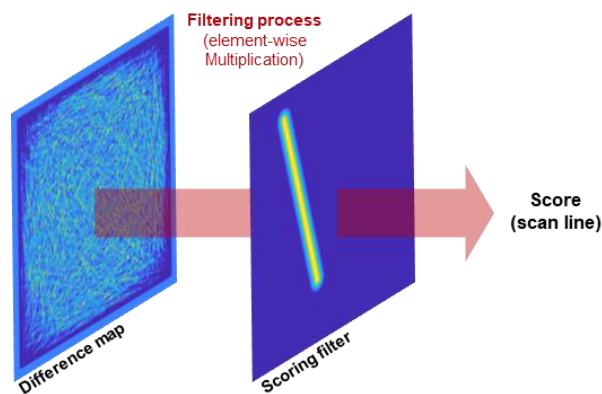 Filtering process
(element-wise
Multiplication)
Score
(scan line)
Difference map
Scoring filter